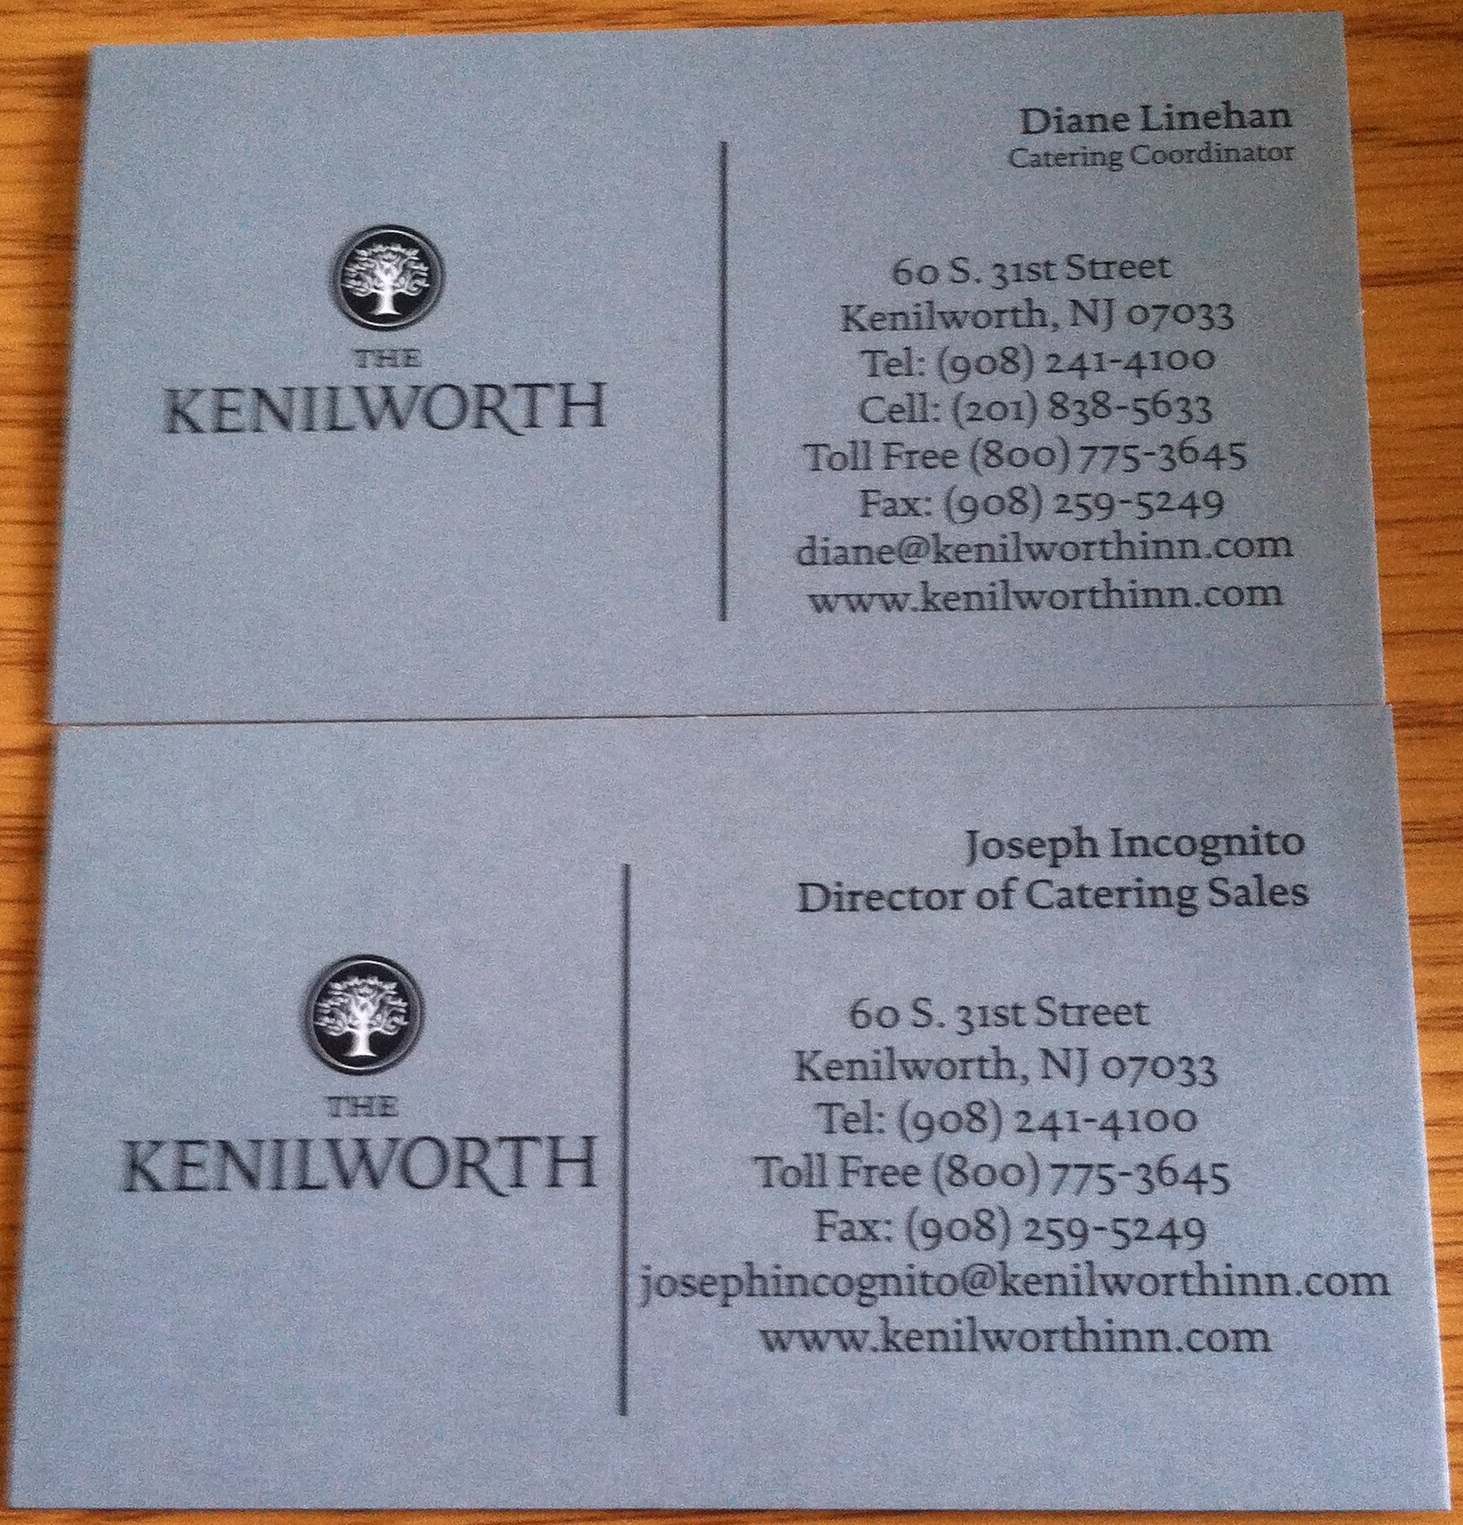 Diane Linehan
Catering Coordinator
THE
KENILWORTH
60 S. 31st Street
Kenilworth, NJ 07033
Tel: (908) 241-4100
Cell: (201) 838-5633
Toll Free (800) 775-3645
Fax: (908) 259-5249
diane@kenilworthinn.com
www.kenilworthinn.com
Joseph Incognito
Director of Catering Sales
THE
KENILWORTH
60 S. 31st Street
Kenilworth, NJ 07033
Tel: (908) 241-4100
Toll Free (800) 775-3645
Fax: (908) 259-5249
josephincognito@kenilworthinn.com
www.kenilworthinn.com